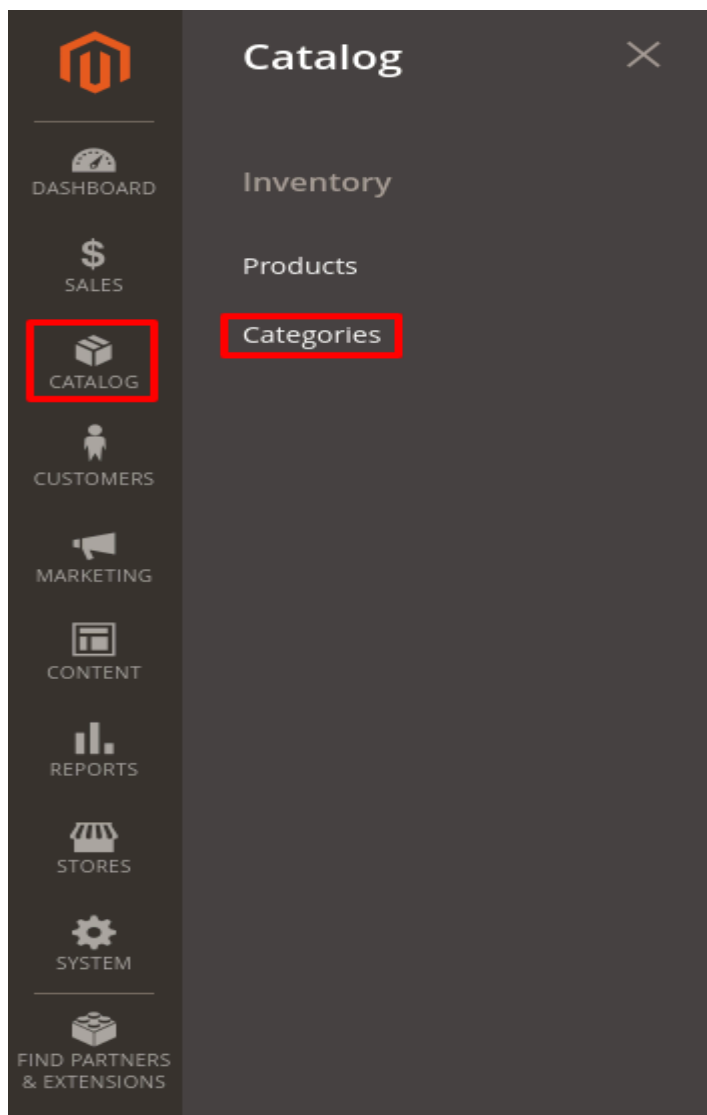 Catalog
Inventory
Products
Categories
DASHBOARD
$
SALES
CATALOG
CUSTOMERS
MARKETING
CONTENT
REPORTS
STORES
SYSTEM
FIND PARTNERS
& EXTENSIONS